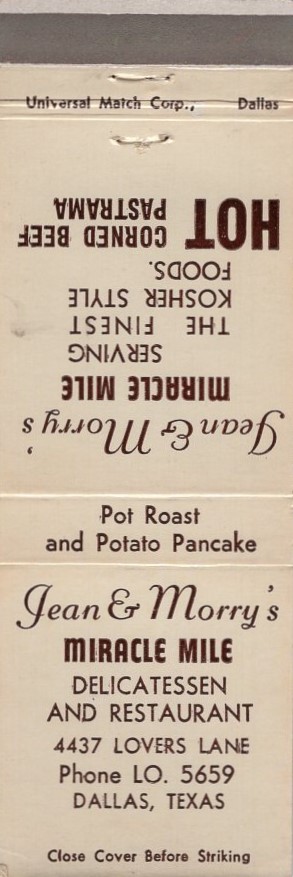 Universal Match Corp., Dallas
Jean & Morry's
MIRACLE MILE
SERVING
THE FINEST
KOSHER STYLE
FOODS.
HOT CORNED BEEF
PASTRAMA
Pot Roast
and Potato Pancake
Jean & Morry's
MIRACLE MILE
DELICATESSEN
AND RESTAURANT
4437 LOVERS LANE
Phone LO. 5659
DALLAS, TEXAS
Close Cover Before Striking